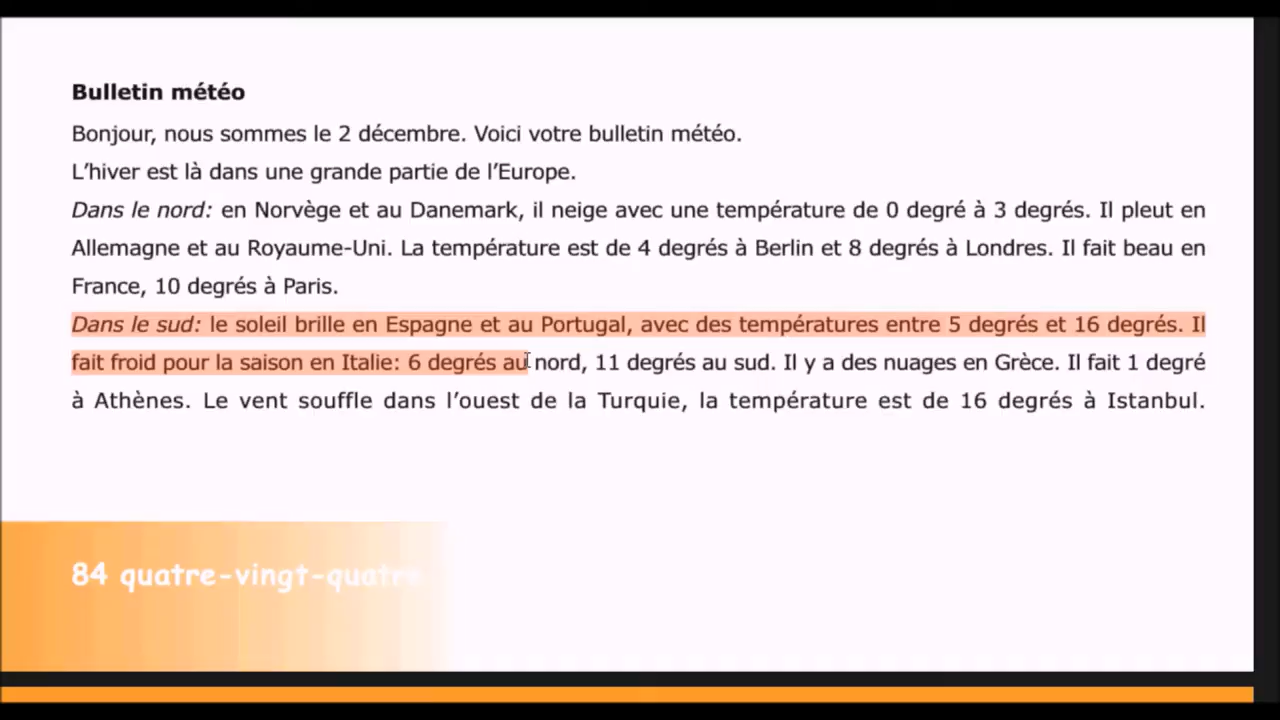 Bulletin météo
Bonjour, nous sommes le 2 décembre. Voici votre bulletin météo.
L’hiver est là dans une grande partie de l’Europe.
Dans le nord: en Norvège et au Danemark, il neige avec une température de 0 degré à 3 degrés. Il pleut en
Allemagne et au Royaume-Uni. La température est de 4 degrés à Berlin et 8 degrés à Londres. Il fait beau en
France, 10 degrés à Paris.
Dans le sud: le soleil brille en Espagne et au Portugal, avec des températures entre 5 degrés et 16 degrés. Il
fait froid pour la saison en Italie: 6 degrés au nord, 11 degrés au sud. Il y a des nuages en Grèce. Il fait 1 degré
à Athènes. Le vent souffle dans l’ouest de la Turquie, la température est de 16 degrés à Istanbul.
84 quatre-vingt-quatre